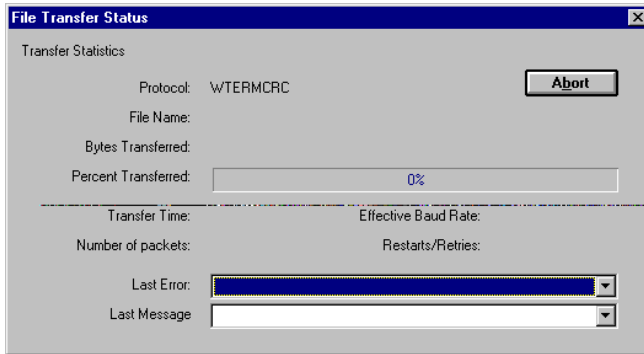 File Transfer Status
Transfer Statistics
Protocol: WTERMCRC
Abort
File Name:
Bytes Transferred:
Percent Transferred: 0%
Transfer Time: Effective Baud Rate:
Number of packets: Restarts/Retries:
Last Error:
Last Message